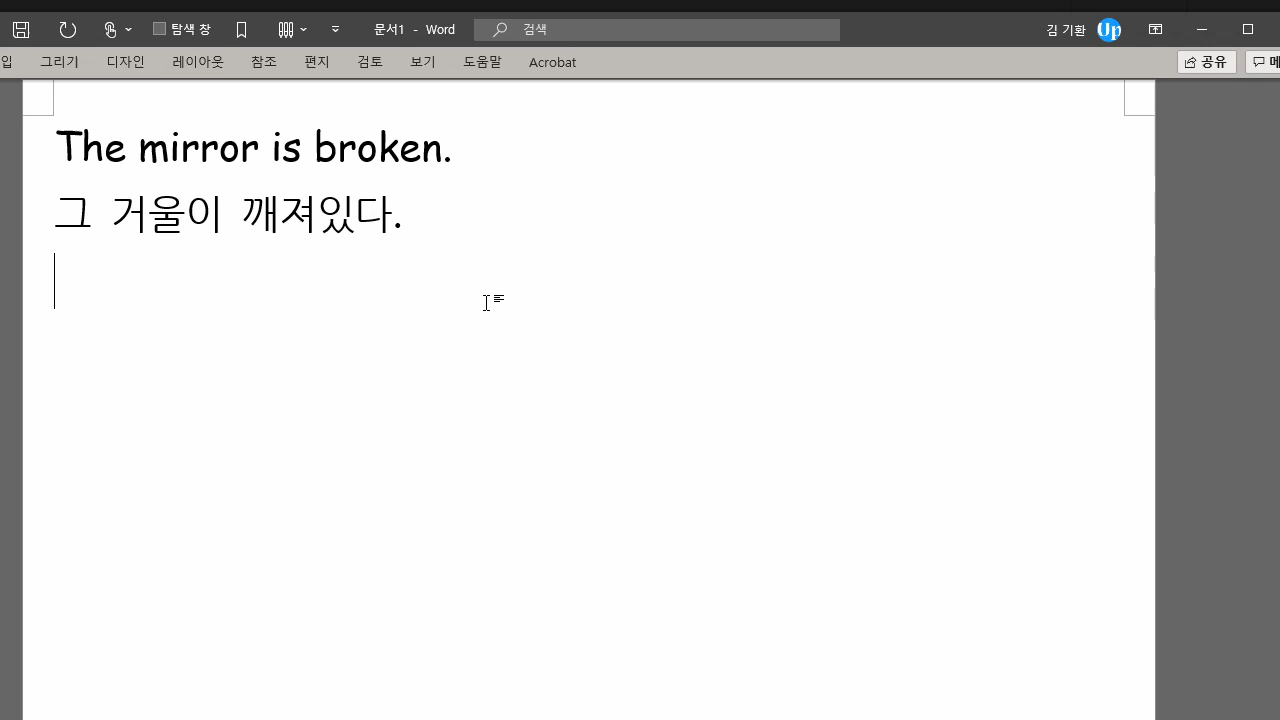 탐색 창
문서1 - Word
검색
김 기환
Up
입 그리기 디자인 레이아웃 참조 편지 검토 보기 도움말 Acrobat
공유
메
The mirror is broken.
그 거울이 깨져있다.